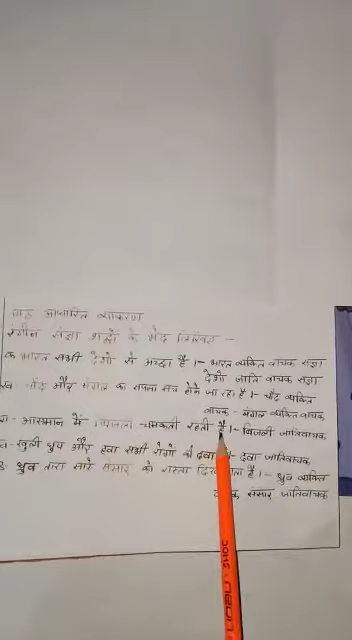 पाठ आधारित व्याकरण
रंगीन संज्ञा शब्दों के भेद लिखिए -
क भारत सभी देशों से अच्छा है।- भारत व्यक्ति वाचक संज्ञा
देशों जाति वाचक संज्ञा
ख चाँद और मंगल का सपना सच होने जा रहा है।- चाँद व्यक्ति
वाचक - मंगल व्यक्ति वाचक
ग- आसमान में बिजली चमकती रहती है।- बिजली जातिवाचक
खुली धूप और हवा सभी रोगों की दवा - दवा जातिवाचक
ध्रुव तारा सारे संसार को रास्ता है।- ध्रुव व्यक्ति
संसार जातिवाचक